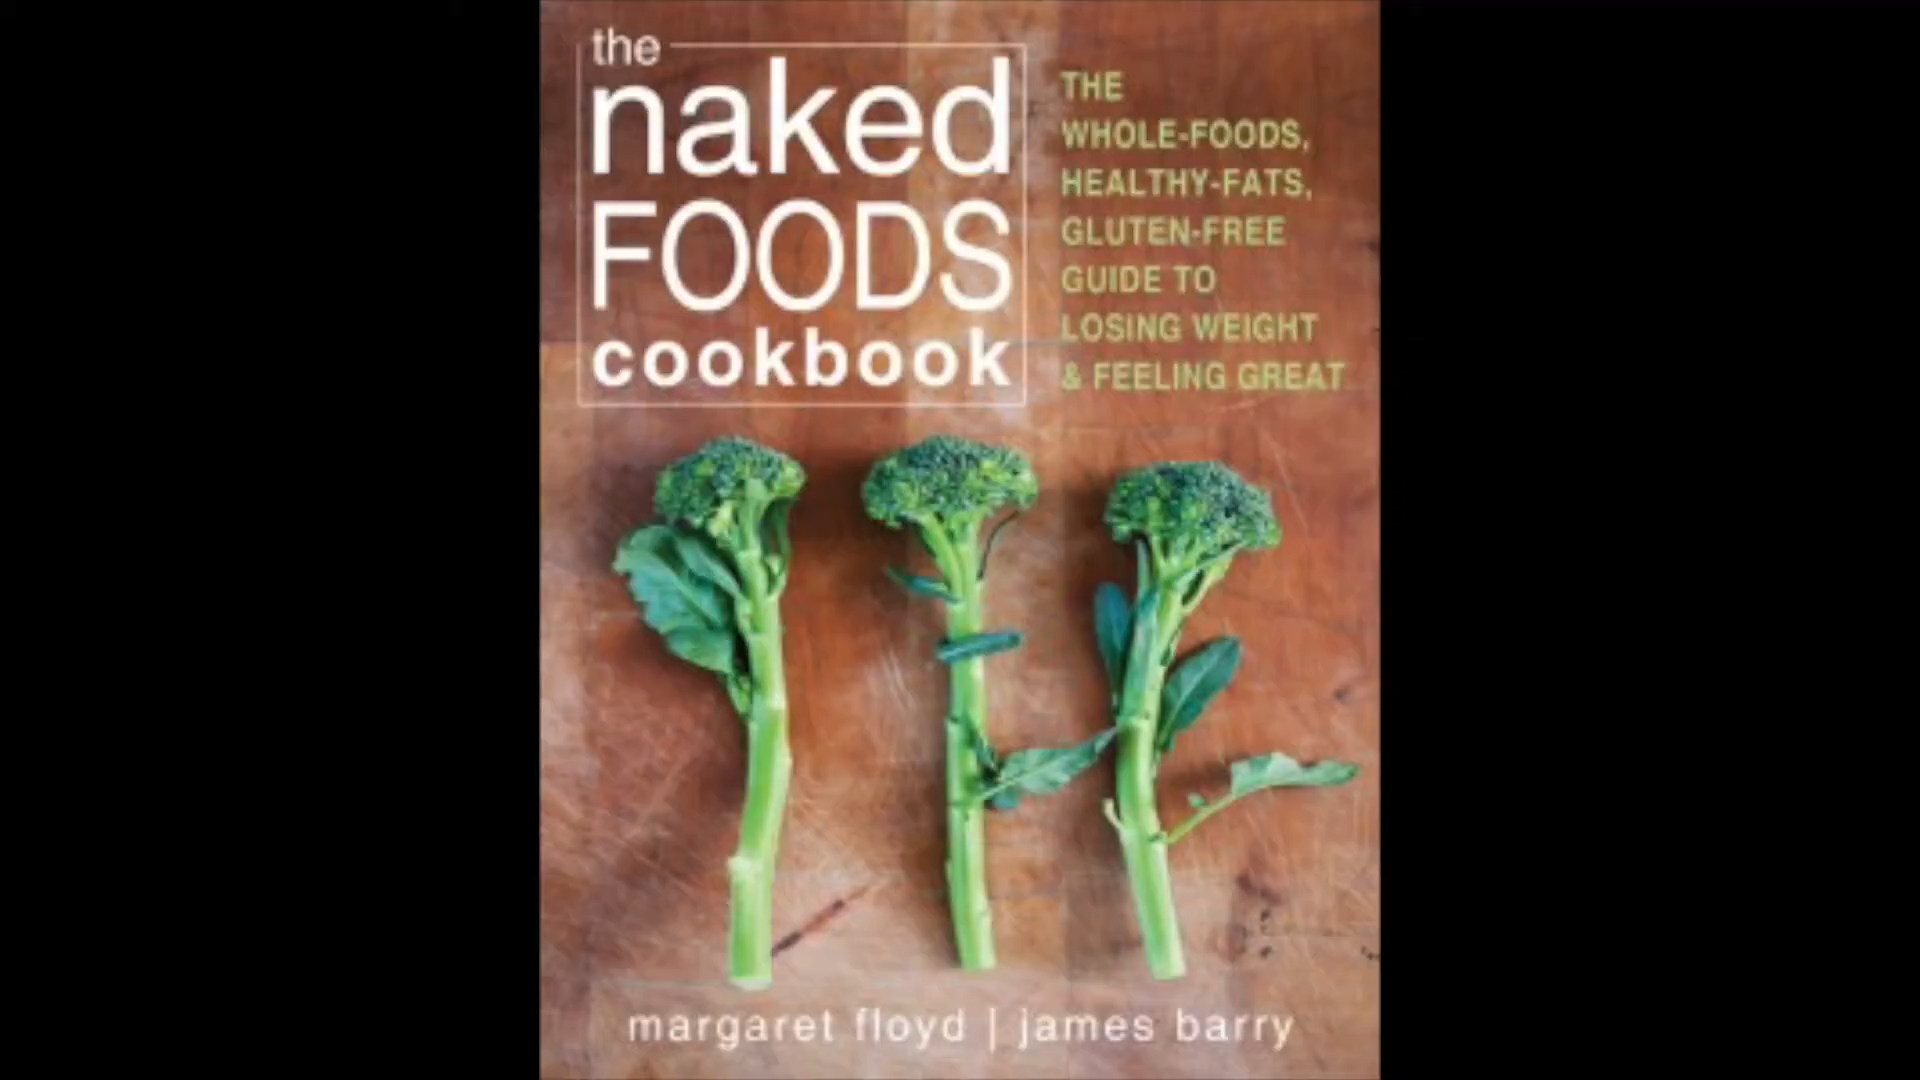 the
naked
FOODS
cookbook
THE
WHOLE-FOODS,
HEALTHY-FATS,
GLUTEN-FREE
GUIDE TO
LOSING WEIGHT
& FEELING GREAT
margaret floyd | james barry